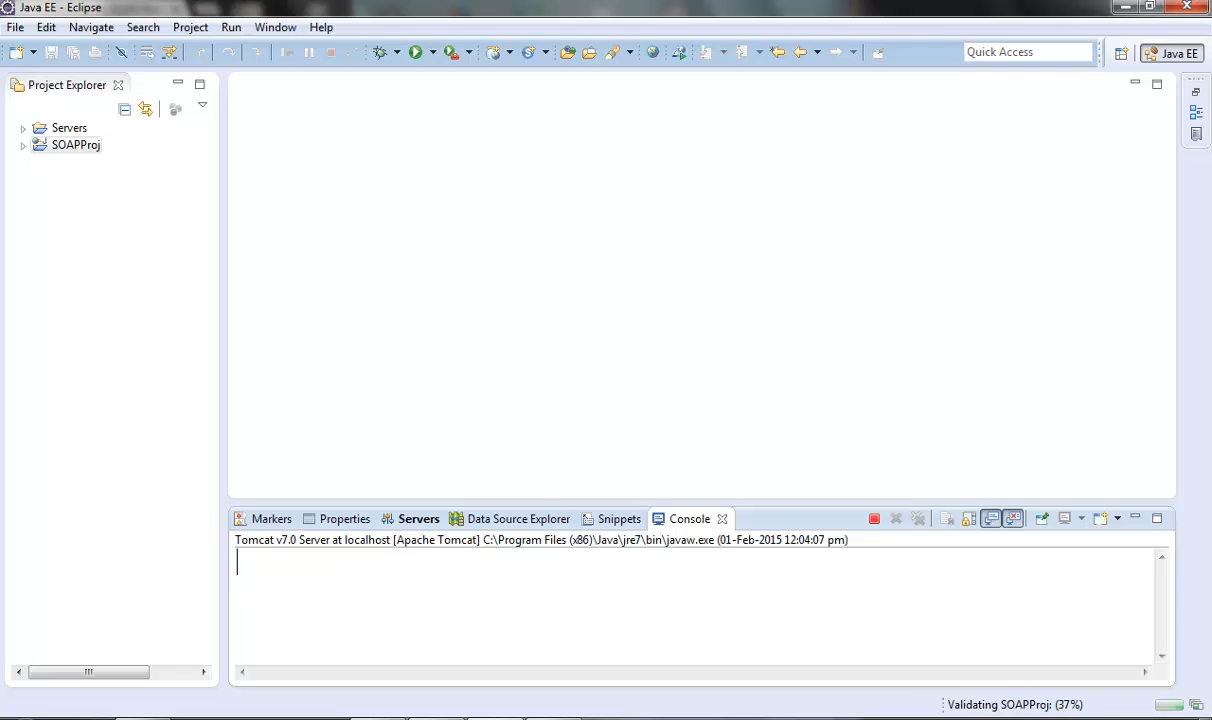 Java EE - Eclipse
File Edit Navigate Search Project Run Window Help
Quick Access
Java EE
Project Explorer
Servers
SOAPProj
Markers Properties Servers Data Source Explorer Snippets Console
Tomcat v7.0 Server at localhost [Apache Tomcat] C:\Program Files (x86)\Java\jre7\bin\javaw.exe (01-Feb-2015 12:04:07 pm)
Validating SOAPProj: (37%)